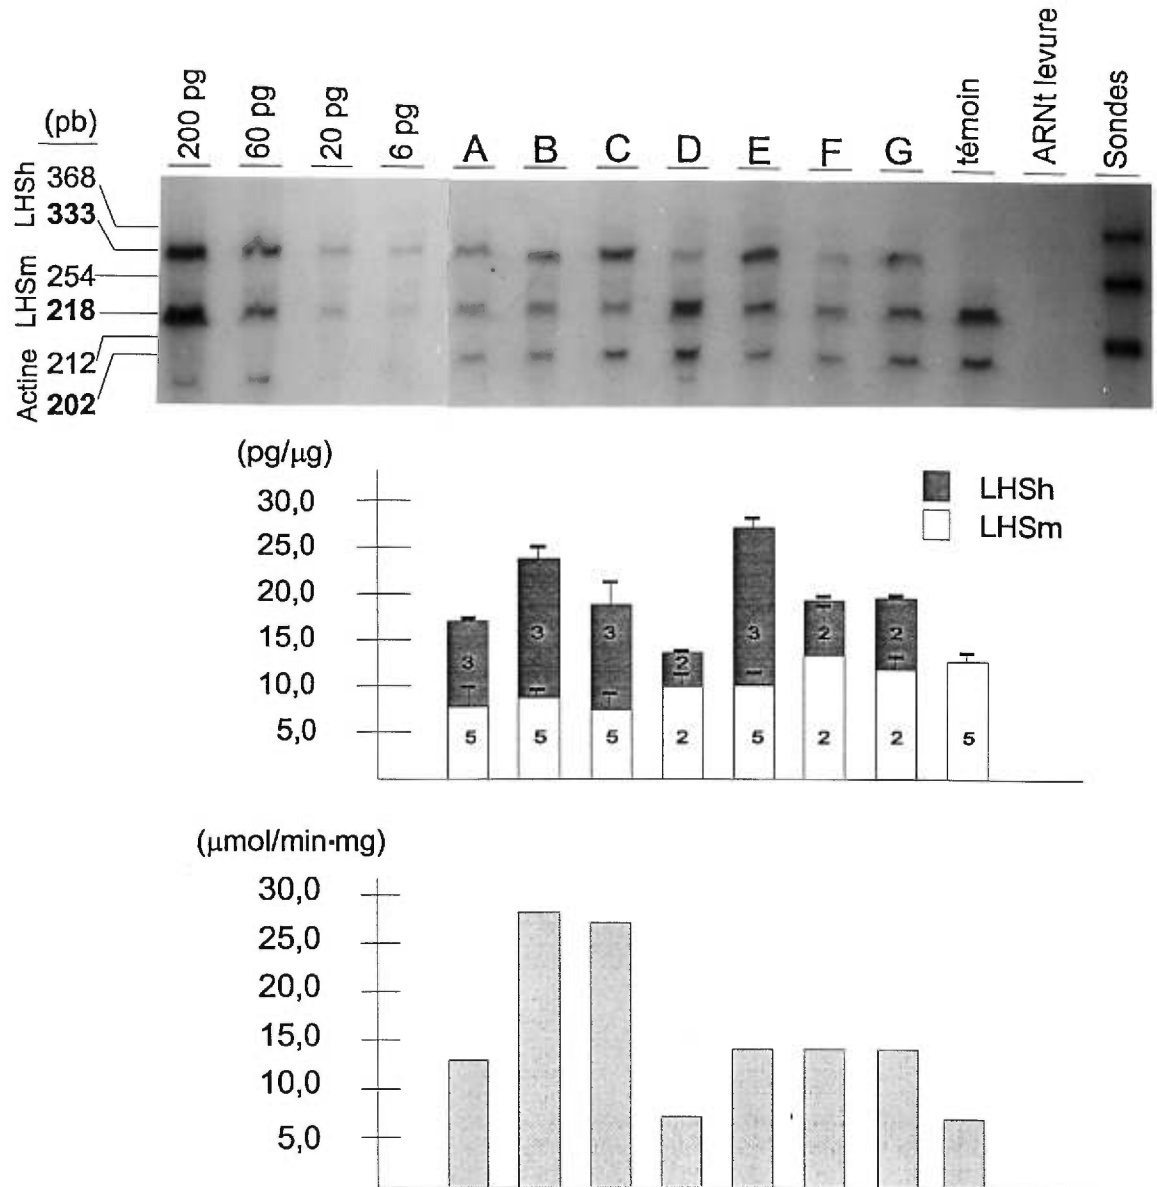 (pb)
200 pg
60 pg
20 pg
6 pg
A
B
C
D
E
F
G
témoin
ARNt levure
Sondes
LHSh
368
333
LHSm
254
218
Actine
212
202
(pg/µg)
30,0
25,0
20,0
15,0
10,0
5,0
LHSh
LHSm
3 3 3 2 3 2 2
5 5 5 2 5 2 2 5
(µmol/min·mg)
30,0
25,0
20,0
15,0
10,0
5,0